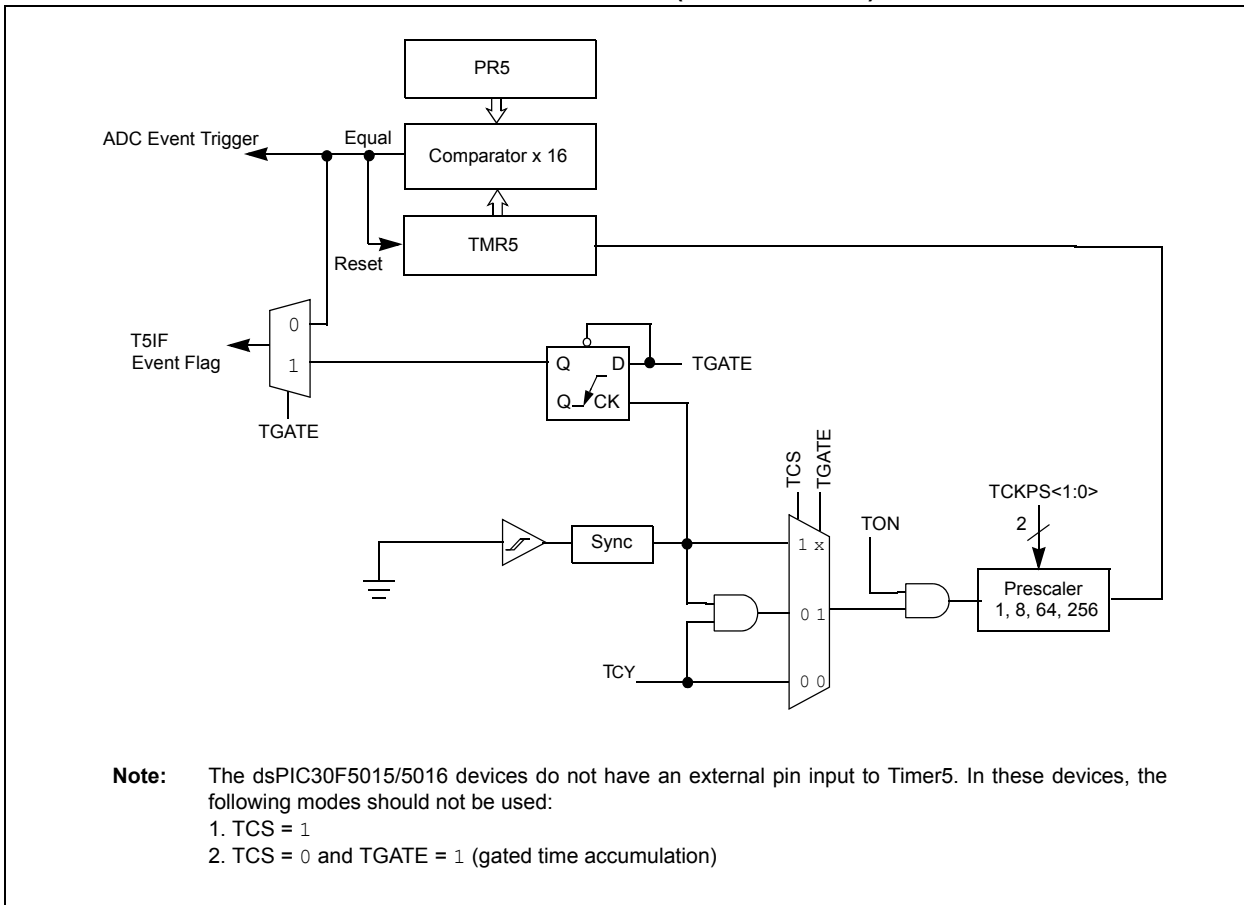 PR5
ADC Event Trigger
Equal
Comparator x 16
TMR5
Reset
0
T5IF
Event Flag
1
Q
D
TGATE
Q
CK
TGATE
TCS
TGATE
TCKPS<1:0>
TON
2
Sync
1 x
Prescaler
1, 8, 64, 256
0 1
TCY
0 0
Note: The dsPIC30F5015/5016 devices do not have an external pin input to Timer5. In these devices, the
following modes should not be used:
1. TCS = 1
2. TCS = 0 and TGATE = 1 (gated time accumulation)